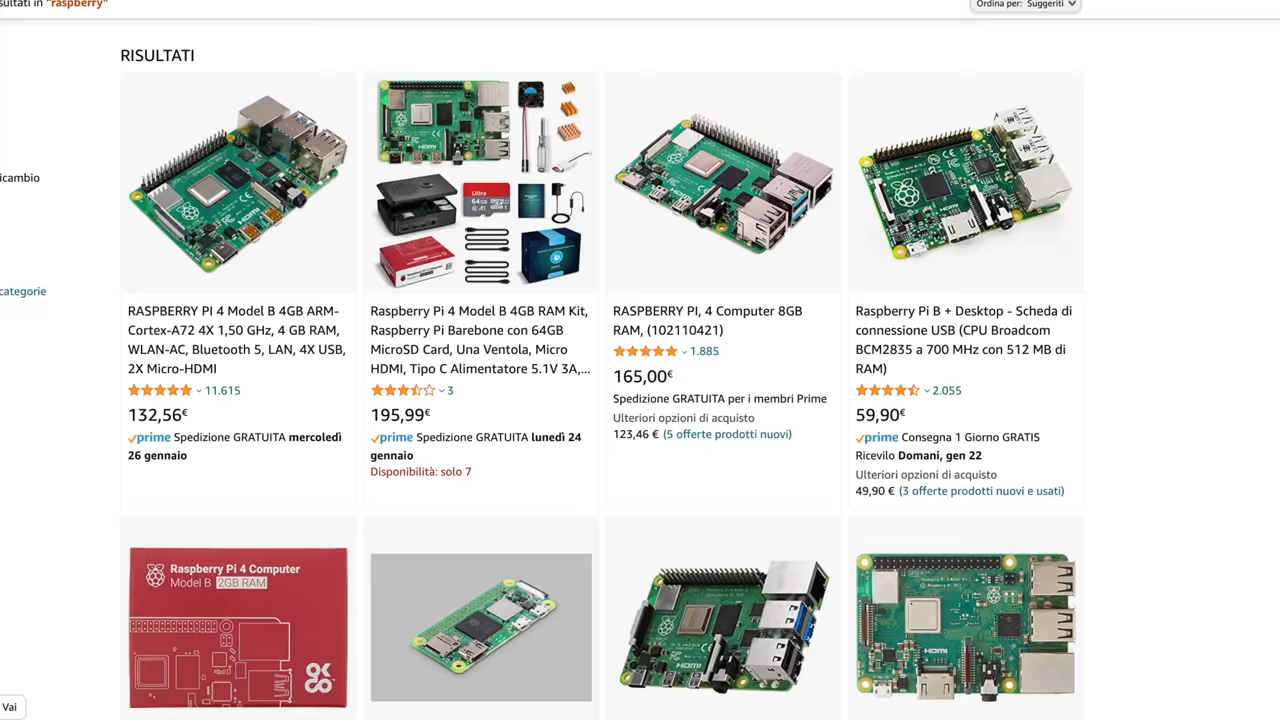 sultati in "raspberry"
Ordina per: Suggeriti
RISULTATI
icambio
categorie
Vai
RASPBERRY PI 4 Model B 4GB ARM-
Cortex-A72 4X 1,50 GHz, 4 GB RAM,
WLAN-AC, Bluetooth 5, LAN, 4X USB,
2X Micro-HDMI
11.615
132,56€
prime Spedizione GRATUITA mercoledì
26 gennaio
Ultra
64GB
A1
Raspberry Pi 4 Model B 4GB RAM Kit,
Raspberry Pi Barebone con 64GB
MicroSD Card, Una Ventola, Micro
HDMI, Tipo C Alimentatore 5.1V 3A,...
3
195,99€
prime Spedizione GRATUITA lunedì 24
gennaio
Disponibilità: solo 7
RASPBERRY PI, 4 Computer 8GB
RAM, (102110421)
1.885
165,00€
Spedizione GRATUITA per i membri Prime
Ulteriori opzioni di acquisto
123,46 € (5 offerte prodotti nuovi)
Raspberry Pi B + Desktop - Scheda di
connessione USB (CPU Broadcom
BCM2835 a 700 MHz con 512 MB di
RAM)
2.055
59,90€
prime Consegna 1 Giorno GRATIS
Ricevilo Domani, gen 22
Ulteriori opzioni di acquisto
49,90 € (3 offerte prodotti nuovi e usati)
Raspberry Pi 4 Computer
Model B 2GB RAM
HDMI
HDMI